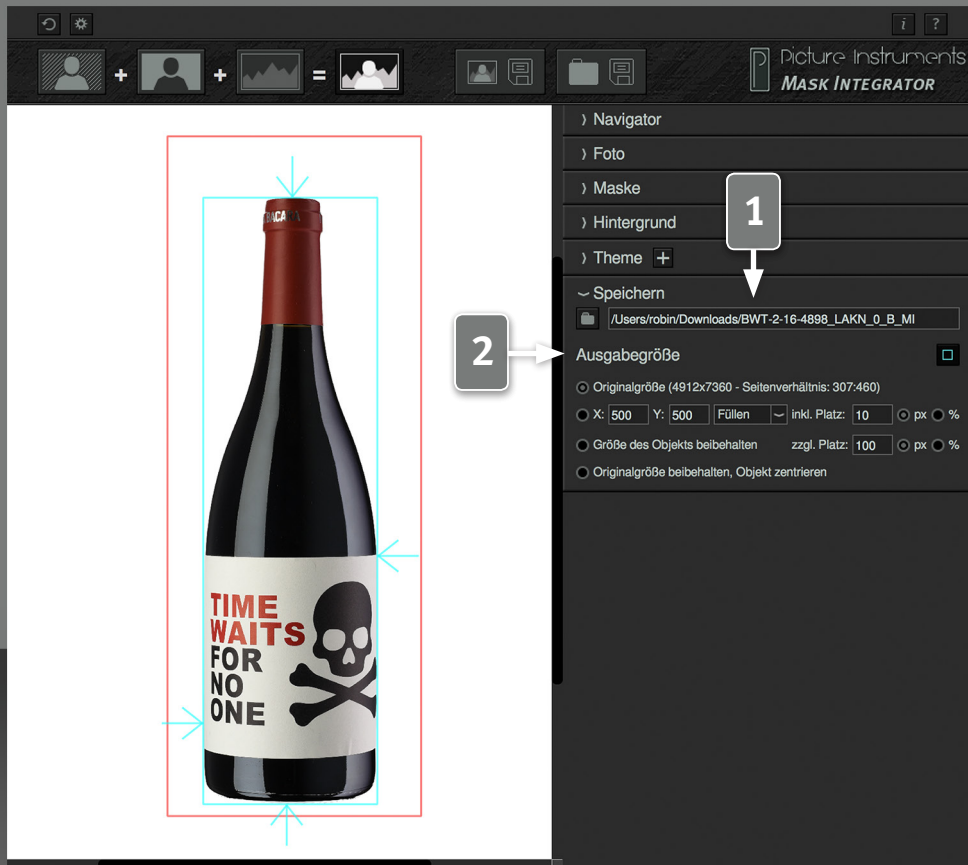 i ?
+ + =
Picture Instruments
MASK INTEGRATOR
Navigator
Foto
Maske
1
Hintergrund
Theme +
Speichern
/Users/robin/Downloads/BWT-2-16-4898_LAKN_0_B_MI
2
Ausgabegröße
Originalgröße (4912x7360 - Seitenverhältnis: 307:460)
X: 500 Y: 500 Füllen inkl. Platz: 10 px %
Größe des Objekts beibehalten zzgl. Platz: 100 px %
Originalgröße beibehalten, Objekt zentrieren
TIME
WAITS
FOR
NO
ONE